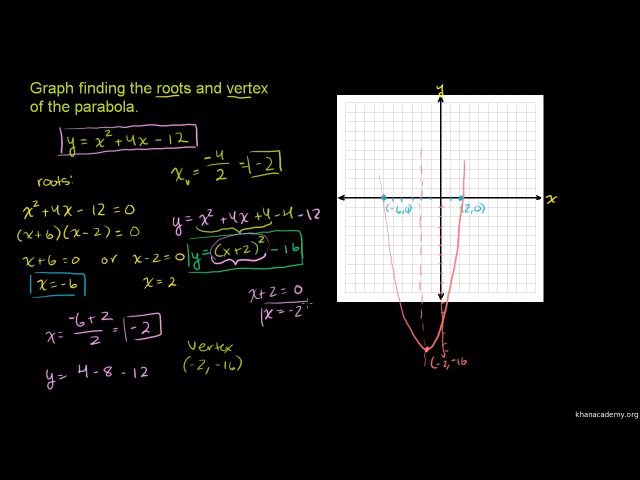 Graph finding the roots and vertex
of the parabola.
y = x² + 4x - 12
x_v = -4/2 = -2
roots:
x² + 4x - 12 = 0
(x+6)(x-2) = 0
x+6 = 0 or x-2 = 0
x = -6 x = 2
y = x² + 4x + 4 - 4 - 12
y = (x+2)² - 16
x+2 = 0
x = -2
x = -6+2/2 = -2
y = 4 - 8 - 12
vertex
(-2, -16)
y
x
(-6,0)
(2,0)
(-2,-16
khanacademy.org